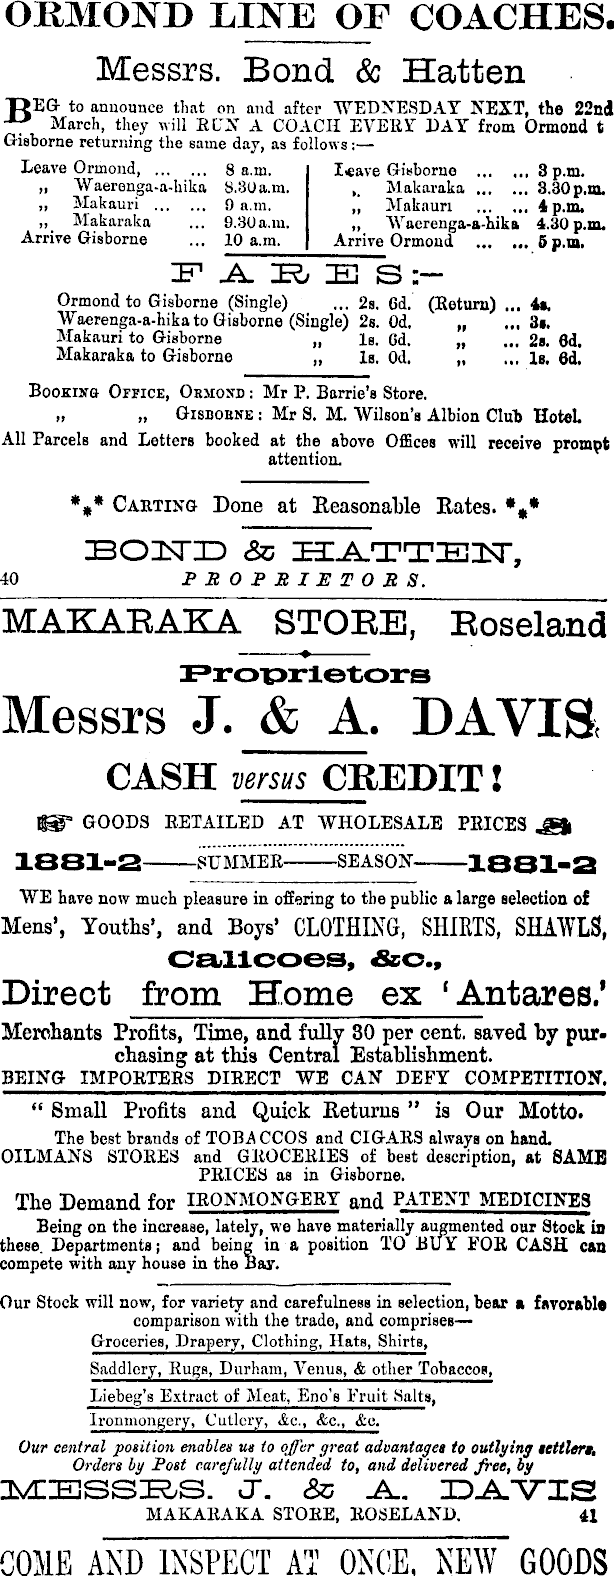 ORMOND LINE OF COACHES.
Messrs. Bond & Hatten
BEG to announce that on and after WEDNESDAY NEXT, the 22nd
March, they will RUN A COACH EVERY DAY from Ormond t
Gisborne returning the same day, as follows:—
Leave Ormond, ... ... 8 a.m.
„ Waerenga-a-hika 8.30 a.m.
„ Makauri ... ... 9 a.m.
„ Makaraka ... 9.30 a.m.
Arrive Gisborne ... 10 a.m.
Leave Gisborne ... ... 3 p.m.
„ Makaraka ... ... 3.30 p.m.
„ Makauri ... ... 4 p.m.
„ Waerenga-a-hika 4.30 p.m.
Arrive Ormond ... ... 5 p.m.
FARES:—
Ormond to Gisborne (Single) ... 2s. 6d. (Return) ... 4s.
Waerenga-a-hika to Gisborne (Single) 2s. 0d. „ ... 3s.
Makauri to Gisborne „ 1s. 6d. „ ... 2s. 6d.
Makaraka to Gisborne „ 1s. 0d. „ ... 1s. 6d.
BOOKING OFFICE, ORMOND: Mr P. Barrie's Store.
„ „ GISBORNE: Mr S. M. Wilson's Albion Club Hotel.
All Parcels and Letters booked at the above Offices will receive prompt
attention.
*** CARTING Done at Reasonable Rates. ***
BOND & HATTEN,
40 PROPRIETORS.
MAKARAKA STORE, Roseland
Proprietors
Messrs J. & A. DAVIS
CASH versus CREDIT!
☞ GOODS RETAILED AT WHOLESALE PRICES ☜
1881-2——SUMMER——SEASON——1881-2
WE have now much pleasure in offering to the public a large selection of
Mens', Youths', and Boys' CLOTHING, SHIRTS, SHAWLS,
Calicoes, &c.,
Direct from Home ex 'Antares.'
Merchants Profits, Time, and fully 30 per cent. saved by pur-
chasing at this Central Establishment.
BEING IMPORTERS DIRECT WE CAN DEFY COMPETITION.
"Small Profits and Quick Returns" is Our Motto.
The best brands of TOBACCOS and CIGARS always on hand.
OILMANS STORES and GROCERIES of best description, at SAME
PRICES as in Gisborne.
The Demand for IRONMONGERY and PATENT MEDICINES
Being on the increase, lately, we have materially augmented our Stock in
these Departments; and being in a position TO BUY FOR CASH can
compete with any house in the Bay.
Our Stock will now, for variety and carefulness in selection, bear a favorable
comparison with the trade, and comprises—
Groceries, Drapery, Clothing, Hats, Shirts,
Saddlery, Rugs, Durham, Venus, & other Tobaccos,
Liebeg's Extract of Meat, Eno's Fruit Salts,
Ironmongery, Cutlery, &c., &c., &c.
Our central position enables us to offer great advantages to outlying settlers.
Orders by Post carefully attended to, and delivered free, by
MESSRS. J. & A. DAVIS
MAKARAKA STORE, ROSELAND. 41
COME AND INSPECT AT ONCE, NEW GOODS